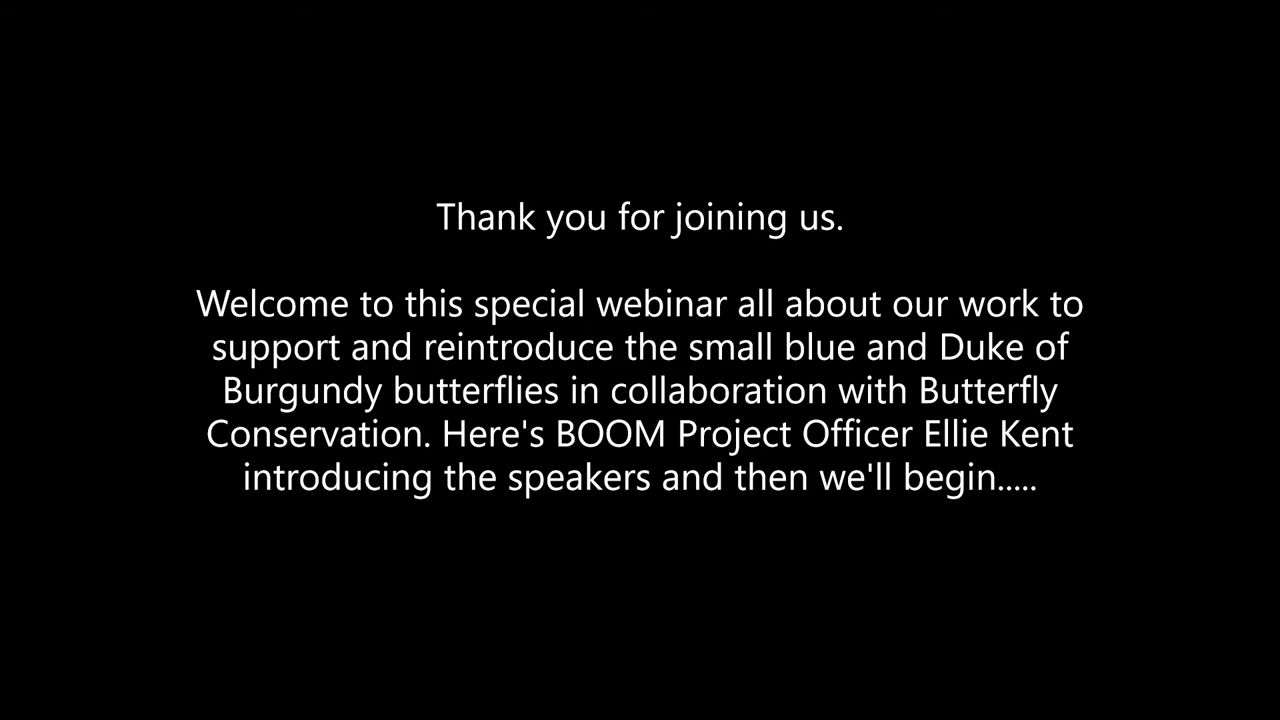 Thank you for joining us.
Welcome to this special webinar all about our work to
support and reintroduce the small blue and Duke of
Burgundy butterflies in collaboration with Butterfly
Conservation. Here's BOOM Project Officer Ellie Kent
introducing the speakers and then we'll begin.....